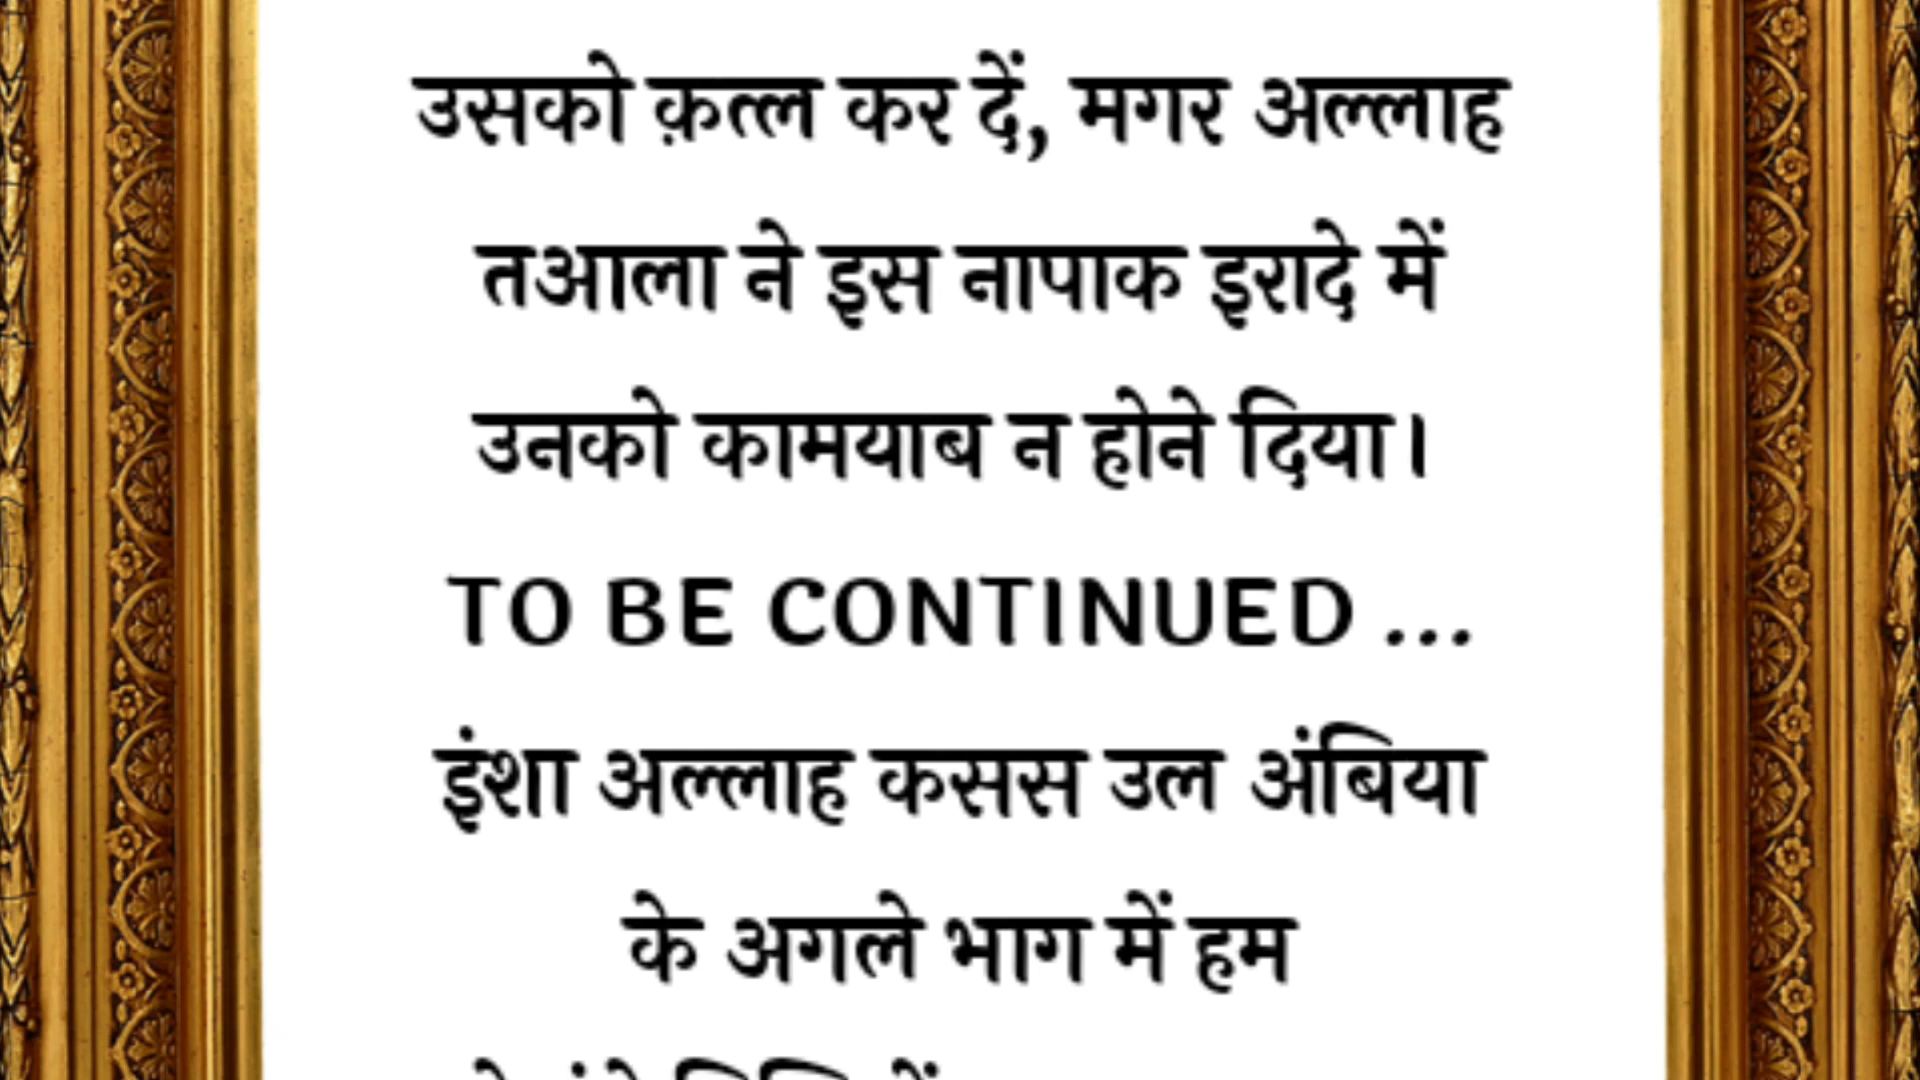 उसको क़त्ल कर दें, मगर अल्लाह
तआला ने इस नापाक इरादे में
उनको कामयाब न होने दिया।
TO BE CONTINUED ...
इंशा अल्लाह कसस उल अंबिया
के अगले भाग में हम